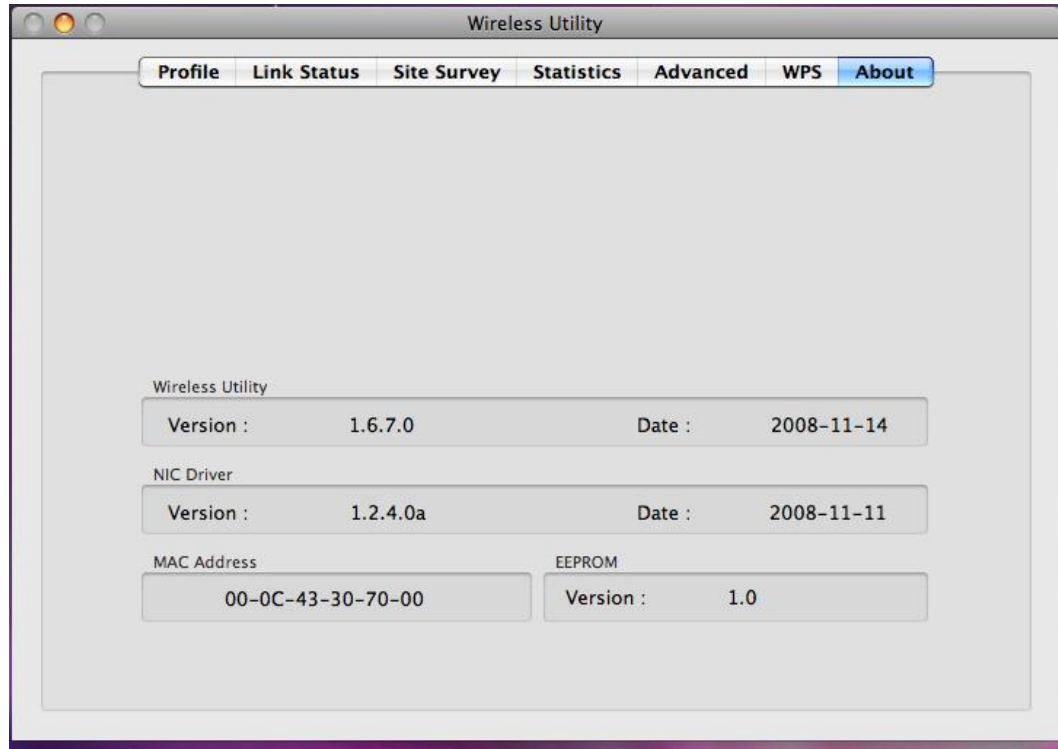 Wireless Utility
Profile Link Status Site Survey Statistics Advanced WPS About
Wireless Utility
Version : 1.6.7.0 Date : 2008-11-14
NIC Driver
Version : 1.2.4.0a Date : 2008-11-11
MAC Address EEPROM
00-0C-43-30-70-00 Version : 1.0